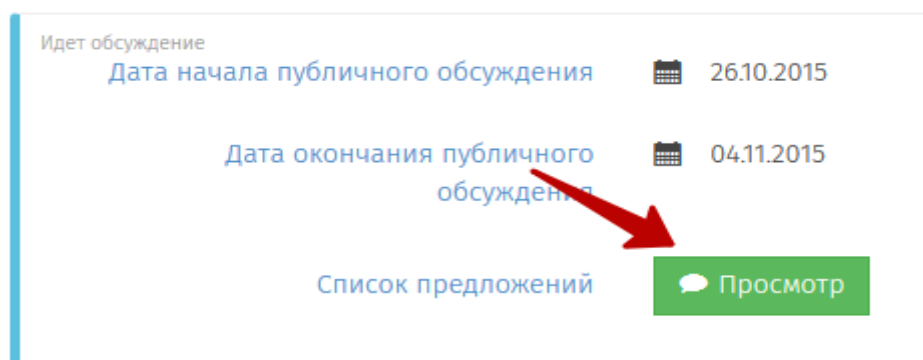 Идет обсуждение
Дата начала публичного обсуждения 26.10.2015
Дата окончания публичного 04.11.2015
обсуждения
Список предложений Просмотр